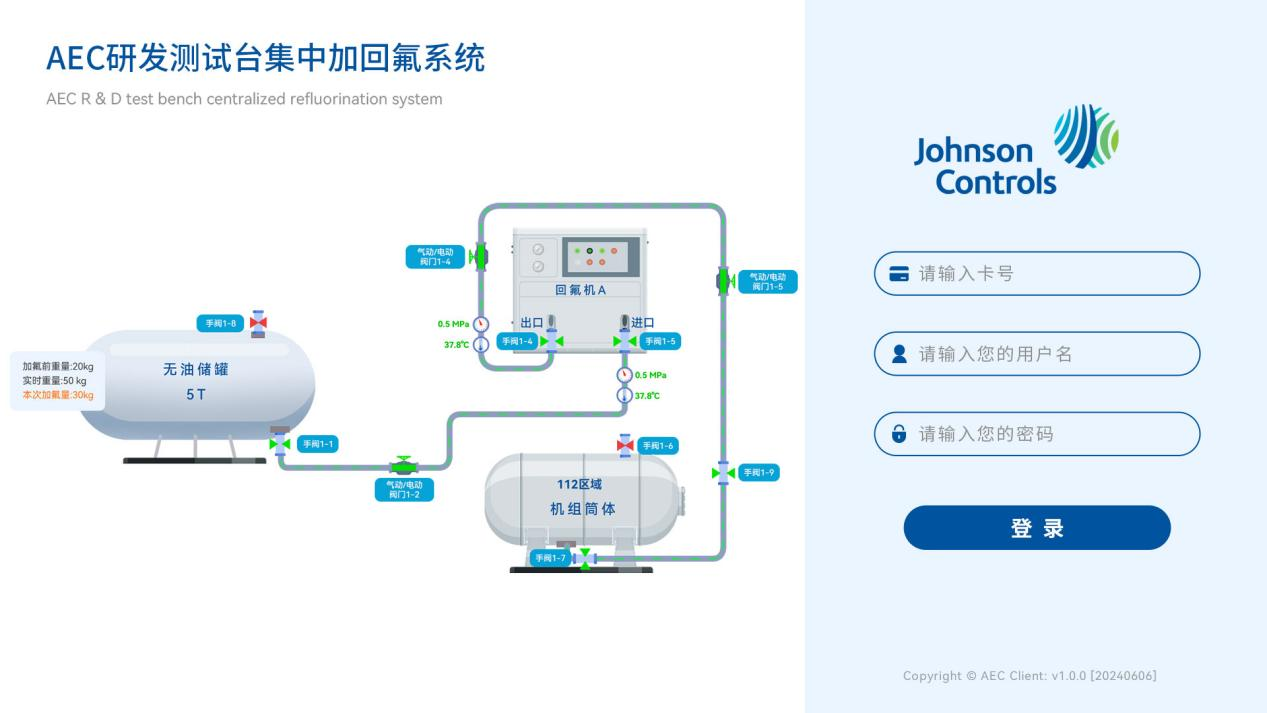 AEC研发测试台集中加回氟系统
AEC R & D test bench centralized refluorination system
Johnson
Controls
请输入卡号
请输入您的用户名
请输入您的密码
登录
Copyright © AEC Client: v1.0.0 [20240606]
气动/电动
阀门1-4
气动/电动
阀门1-5
回氟机A
出口
进口
0.5 MPa
37.8℃
手阀1-4
手阀1-5
0.5 MPa
37.8℃
手阀1-8
加氟前重量:20kg
实时重量:50 kg
本次加氟量:30kg
无油储罐
5T
手阀1-1
气动/电动
阀门1-2
手阀1-6
112区域
机组筒体
手阀1-9
手阀1-7